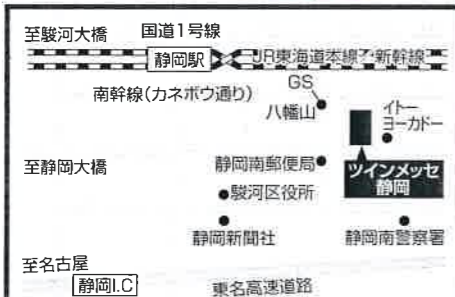 国道1号線
至駿河大橋
静岡駅
JR東海道本線・新幹線
GS
南幹線(カネボウ通り)
八幡山
イトー
ヨーカドー
至静岡大橋
静岡南郵便局
ツインメッセ
静岡
駿河区役所
静岡新聞社
静岡南警察署
至名古屋
静岡I.C
東名高速道路